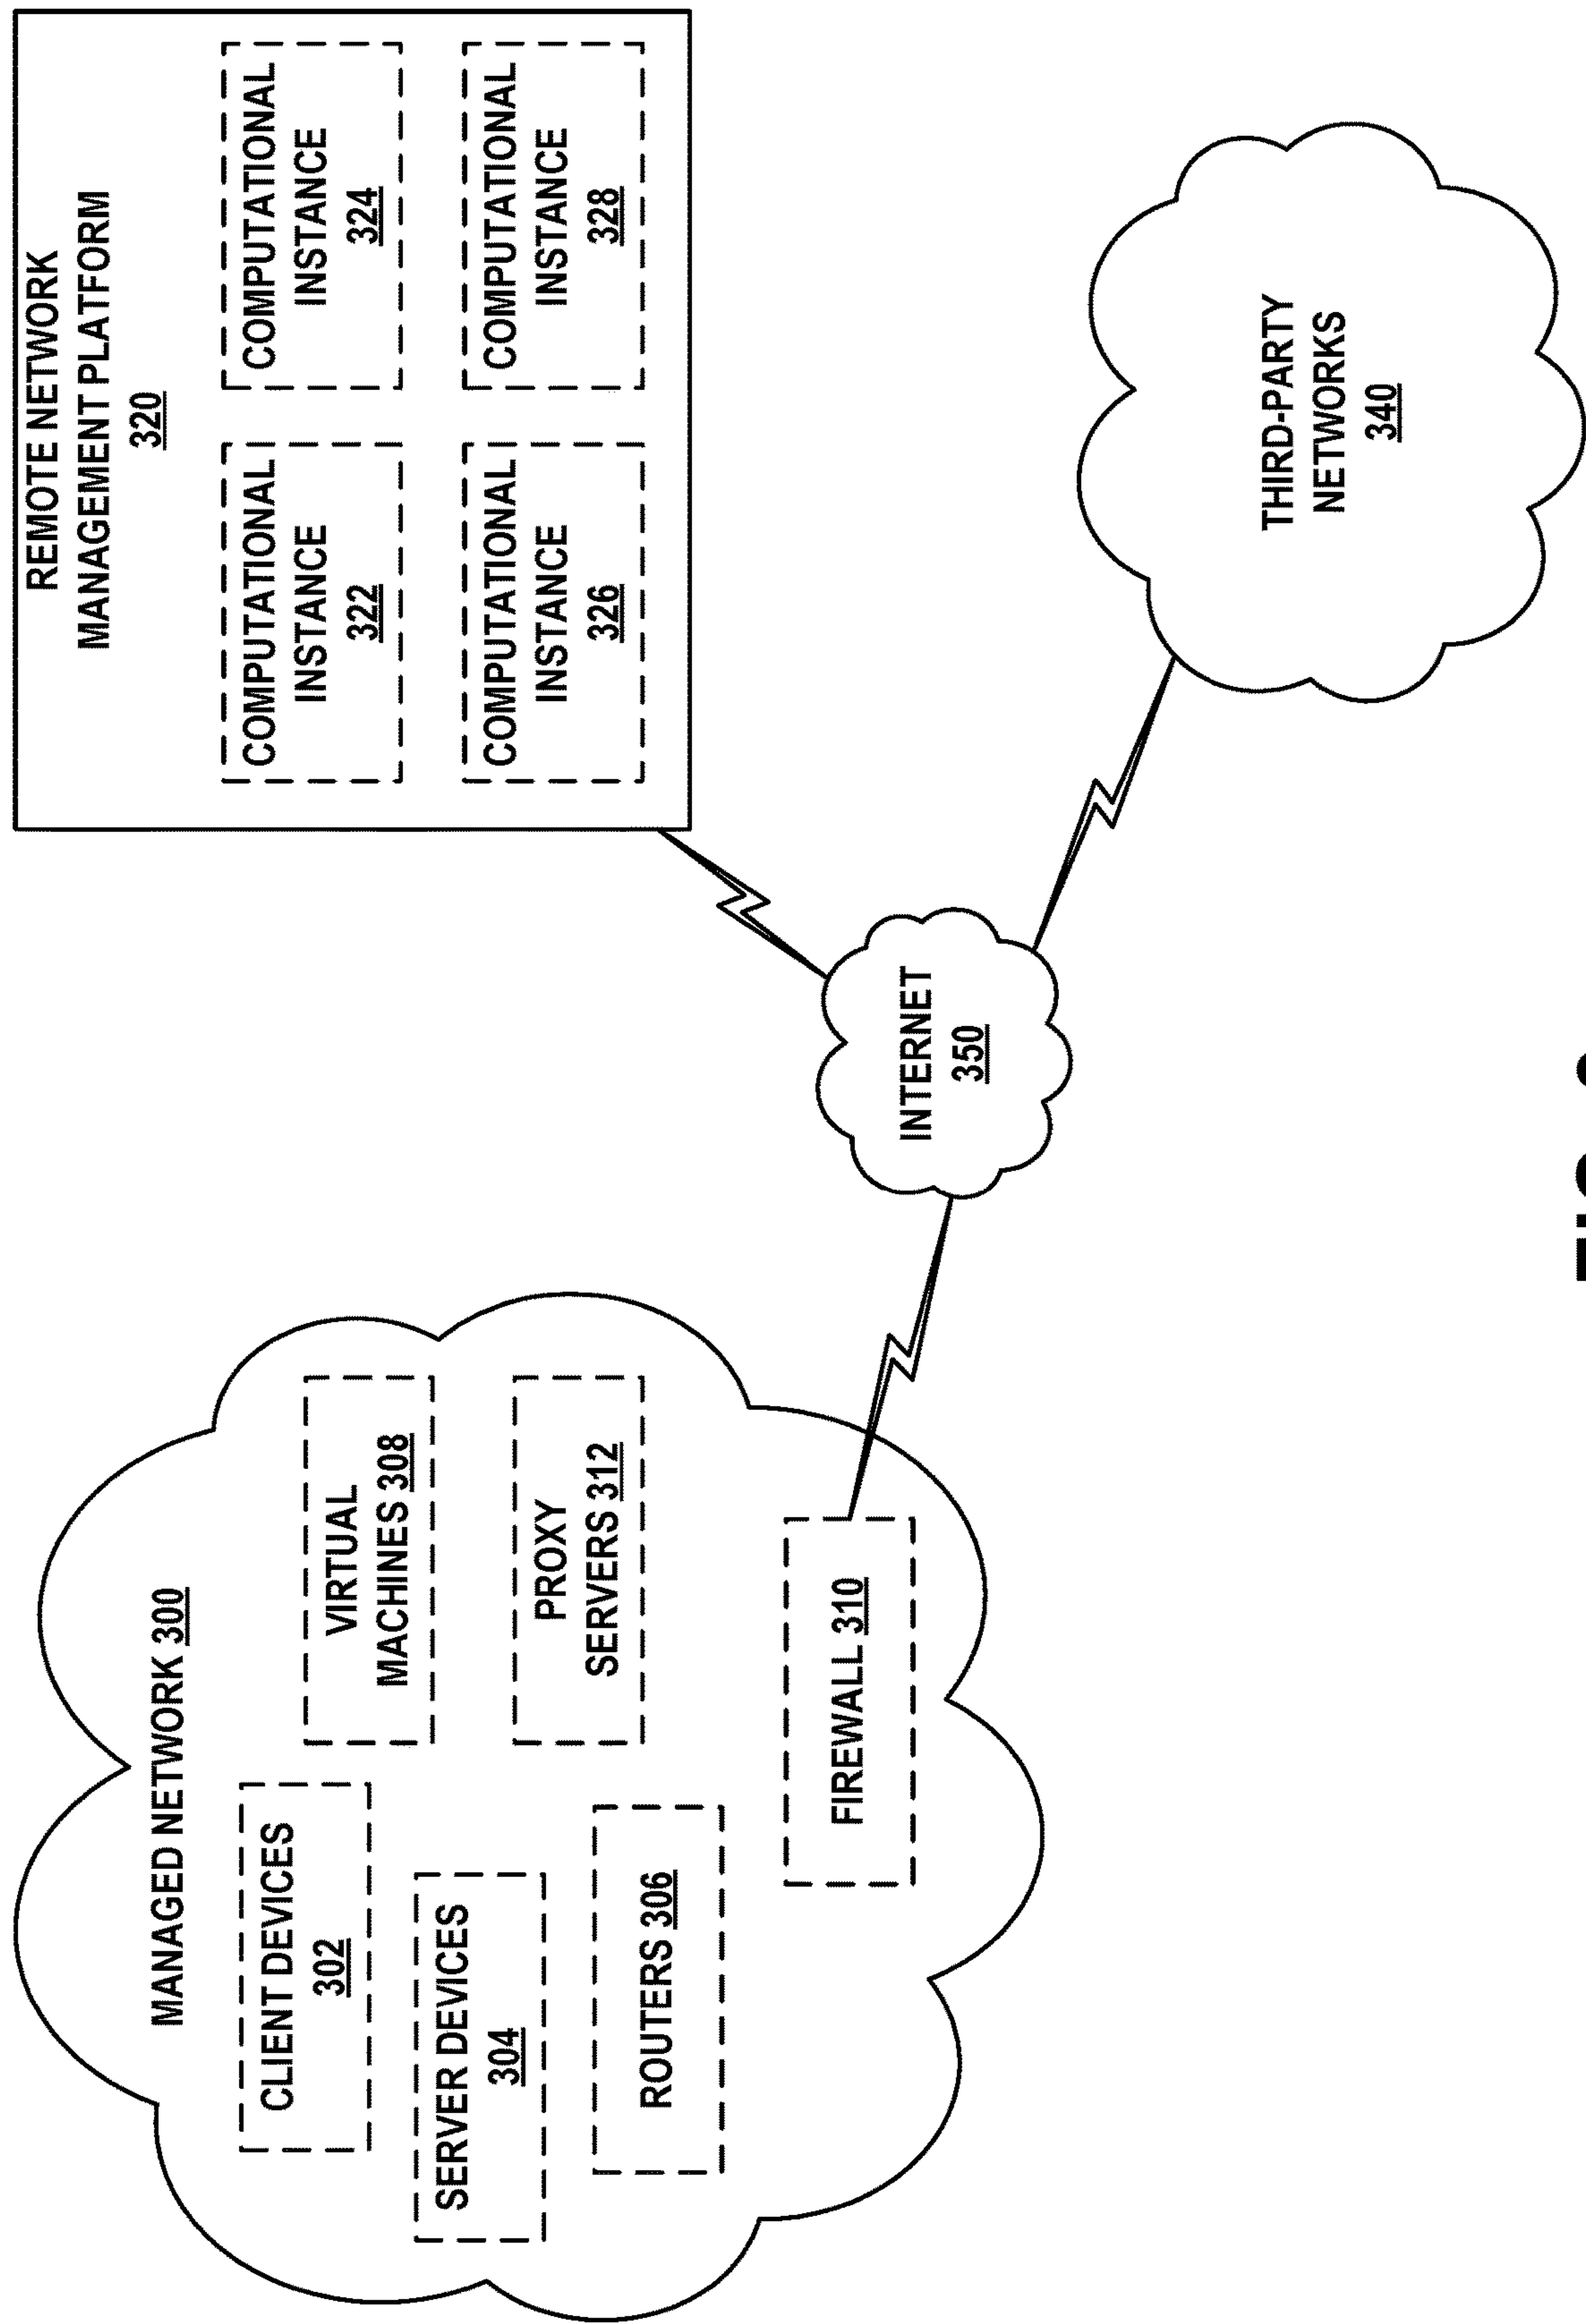 MANAGED NETWORK 300
CLIENT DEVICES
302
VIRTUAL
MACHINES 308
SERVER DEVICES
304
PROXY
SERVERS 312
ROUTERS 306
FIREWALL 310
INTERNET
350
REMOTE NETWORK
MANAGEMENT PLATFORM
320
COMPUTATIONAL
INSTANCE
322
COMPUTATIONAL
INSTANCE
324
COMPUTATIONAL
INSTANCE
326
COMPUTATIONAL
INSTANCE
328
THIRD-PARTY
NETWORKS
340